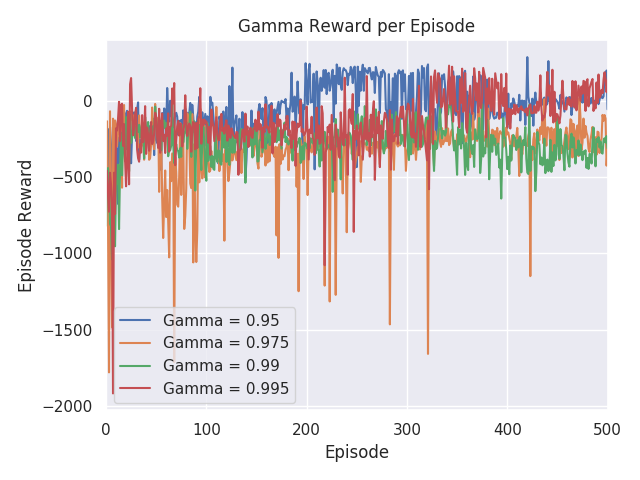 Gamma Reward per Episode
Episode Reward
0
−500
−1000
−1500
−2000
Gamma = 0.95
Gamma = 0.975
Gamma = 0.99
Gamma = 0.995
0 100 200 300 400 500
Episode